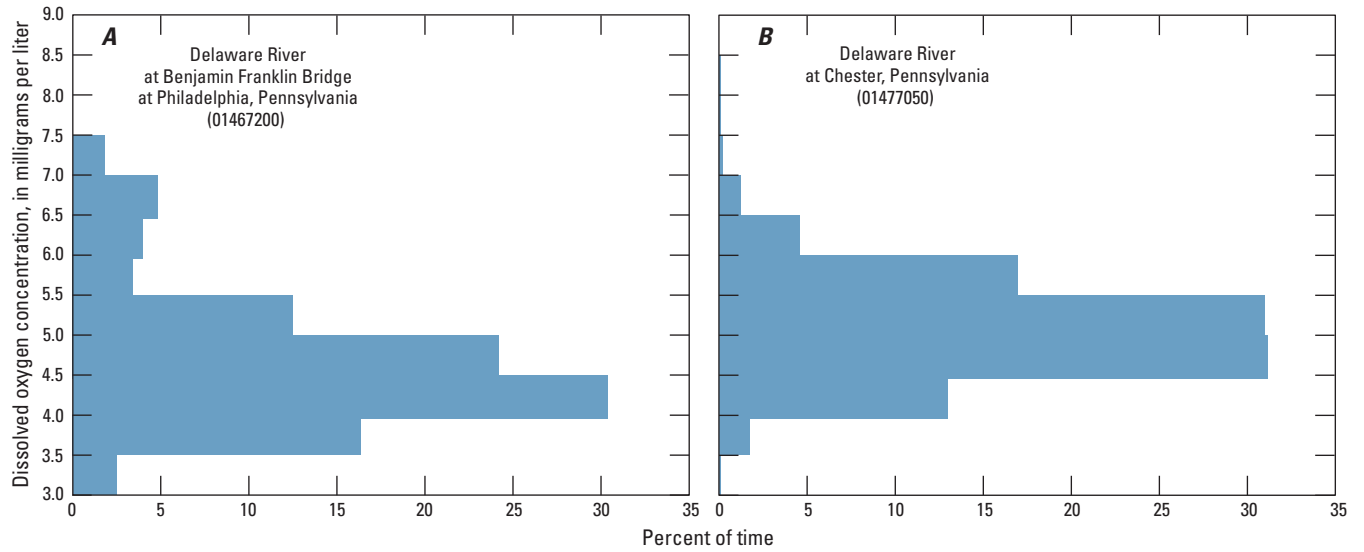 Dissolved oxygen concentration, in milligrams per liter
9.0
8.5
8.0
7.5
7.0
6.5
6.0
5.5
5.0
4.5
4.0
3.5
3.0
A
Delaware River
at Benjamin Franklin Bridge
at Philadelphia, Pennsylvania
(01467200)
0 5 10 15 20 25 30 35
B
Delaware River
at Chester, Pennsylvania
(01477050)
0 5 10 15 20 25 30 35
Percent of time